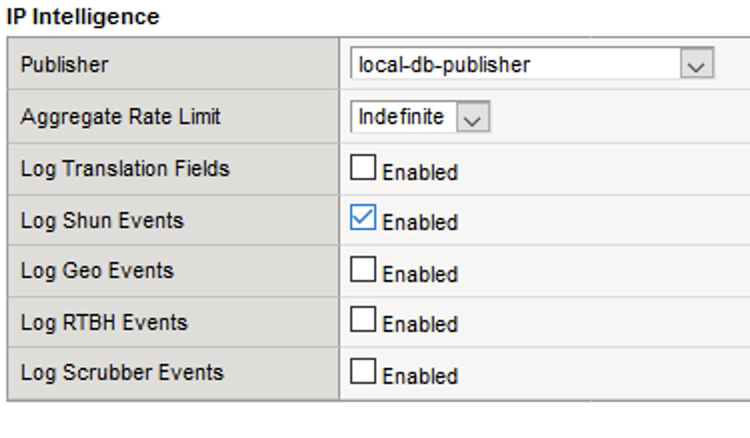 IP Intelligence
Publisher local-db-publisher
Aggregate Rate Limit Indefinite
Log Translation Fields Enabled
Log Shun Events Enabled
Log Geo Events Enabled
Log RTBH Events Enabled
Log Scrubber Events Enabled